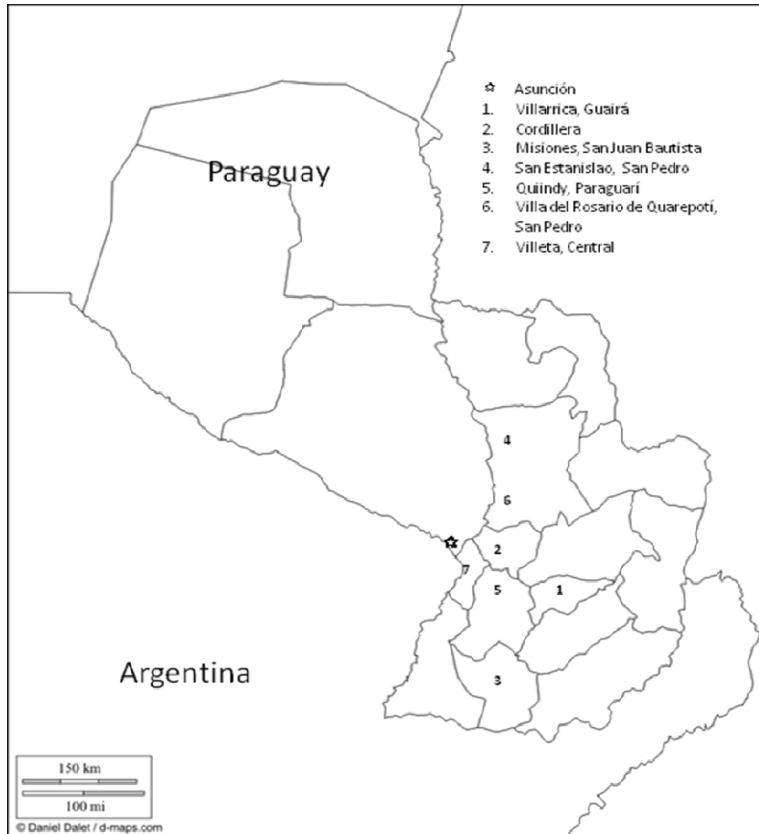 ☆ Asunción
1. Villarrica, Guairá
2. Cordillera
3. Misiones, San Juan Bautista
4. San Estanislao, San Pedro
5. Quiindy, Paraguarí
6. Villa del Rosario de Quarepotí,
San Pedro
7. Villeta, Central
Paraguay
4
6
2
7
5
1
3
Argentina
150 km
100 mi
© Daniel Dalet / d-maps.com